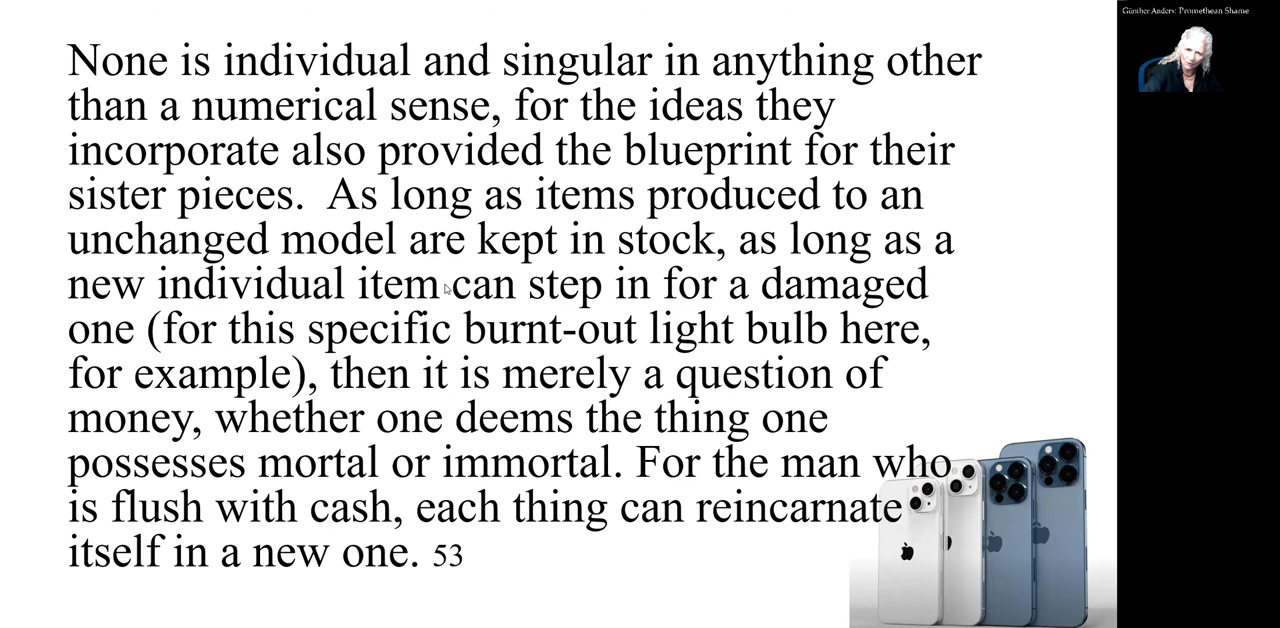 None is individual and singular in anything other
than a numerical sense, for the ideas they
incorporate also provided the blueprint for their
sister pieces.  As long as items produced to an
unchanged model are kept in stock, as long as a
new individual item can step in for a damaged
one (for this specific burnt-out light bulb here,
for example), then it is merely a question of
money, whether one deems the thing one
possesses mortal or immortal. For the man who
is flush with cash, each thing can reincarnate
itself in a new one. 53
Günther Anders: Promethean Shame